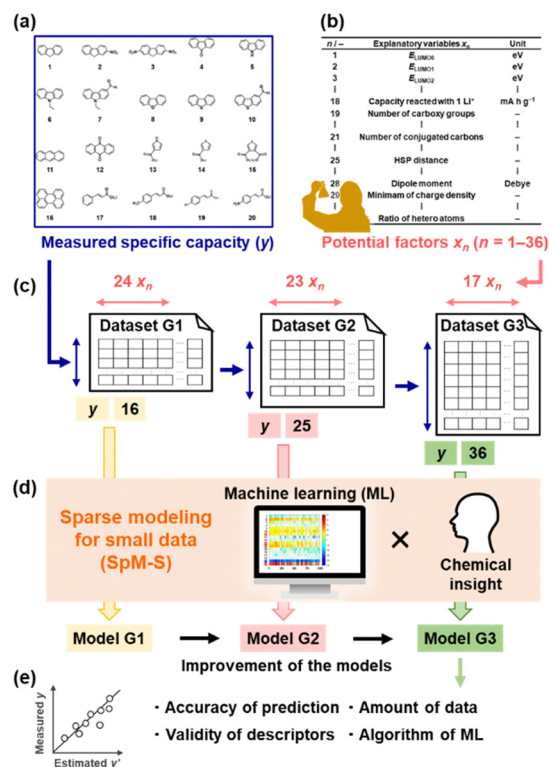 (a)
1 2 3 4 5
6 7 8 9 10
11 12 13 14 15
16 17 18 19 20
Measured specific capacity (y)
(b)
n / – Explanatory variables xn Unit
1 ELUMO0 eV
2 ELUMO1 eV
3 ELUMO2 eV
18 Capacity reacted with 1 Li+ mA h g–1
19 Number of carboxy groups –
21 Number of conjugated carbons –
25 HSP distance –
28 Dipole moment Debye
29 Minimam of charge density –
Ratio of hetero atoms –
Potential factors xn (n = 1–36)
(c)
24 xn
23 xn
17 xn
Dataset G1
Dataset G2
Dataset G3
y 16
y 25
y 36
(d)
Sparse modeling
for small data
(SpM-S)
Machine learning (ML)
×
Chemical
insight
Model G1
Model G2
Model G3
Improvement of the models
(e)
Measured y
Estimated y'
· Accuracy of prediction
· Amount of data
· Validity of descriptors
· Algorithm of ML